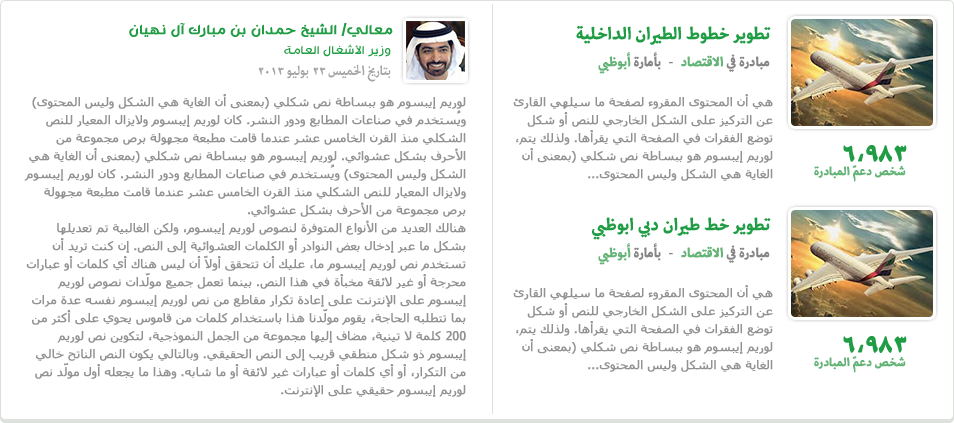 تطوير خطوط الطيران الداخلية
مبادرة في الاقتصاد - بأمارة أبوظبي
هي أن المحتوى المقروء لصفحة ما سيلهي القارئ
عن التركيز على الشكل الخارجي للنص أو شكل
توضع الفقرات في الصفحة التي يقرأها. ولذلك يتم،
لوريم إيبسوم هو ببساطة نص شكلي (بمعنى أن
الغاية هي الشكل وليس المحتوى...
٦،٩٨٣
شخص دعمّ المبادرة
تطوير خط طيران دبي ابوظبي
مبادرة في الاقتصاد - بأمارة أبوظبي
هي أن المحتوى المقروء لصفحة ما سيلهي القارئ
عن التركيز على الشكل الخارجي للنص أو شكل
توضع الفقرات في الصفحة التي يقرأها. ولذلك يتم،
لوريم إيبسوم هو ببساطة نص شكلي (بمعنى أن
الغاية هي الشكل وليس المحتوى...
٦،٩٨٣
شخص دعمّ المبادرة
معالي/ الشيخ حمدان بن مبارك آل نهيان
وزير الأشغال العامة
بتاريخ الخميس ٢٣ يوليو ٢٠١٣
لوريم إيبسوم هو ببساطة نص شكلي (بمعنى أن الغاية هي الشكل وليس المحتوى)
ويُستخدم في صناعات المطابع ودور النشر. كان لوريم إيبسوم ولايزال المعيار للنص
الشكلي منذ القرن الخامس عشر عندما قامت مطبعة مجهولة برص مجموعة من
الأحرف بشكل عشوائي. لوريم إيبسوم هو ببساطة نص شكلي (بمعنى أن الغاية هي
الشكل وليس المحتوى) ويُستخدم في صناعات المطابع ودور النشر. كان لوريم إيبسوم
ولايزال المعيار للنص الشكلي منذ القرن الخامس عشر عندما قامت مطبعة مجهولة
برص مجموعة من الأحرف بشكل عشوائي.
هنالك العديد من الأنواع المتوفرة لنصوص لوريم إيبسوم، ولكن الغالبية تم تعديلها
بشكل ما عبر إدخال بعض النوادر أو الكلمات العشوائية إلى النص. إن كنت تريد أن
تستخدم نص لوريم إيبسوم ما، عليك أن تتحقق أولاً أن ليس هناك أي كلمات أو عبارات
محرجة أو غير لائقة مخبأة في هذا النص. بينما تعمل جميع مولّدات نصوص لوريم
إيبسوم على الإنترنت على إعادة تكرار مقاطع من نص لوريم إيبسوم نفسه عدة مرات
بما تتطلبه الحاجة، يقوم مولّدنا هذا باستخدام كلمات من قاموس يحوي على أكثر من
200 كلمة لا تينية، مضاف إليها مجموعة من الجمل النموذجية، لتكوين نص لوريم
إيبسوم ذو شكل منطقي قريب إلى النص الحقيقي. وبالتالي يكون النص الناتج خالي
من التكرار، أو أي كلمات أو عبارات غير لائقة أو ما شابه. وهذا ما يجعله أول مولّد نص
لوريم إيبسوم حقيقي على الإنترنت.